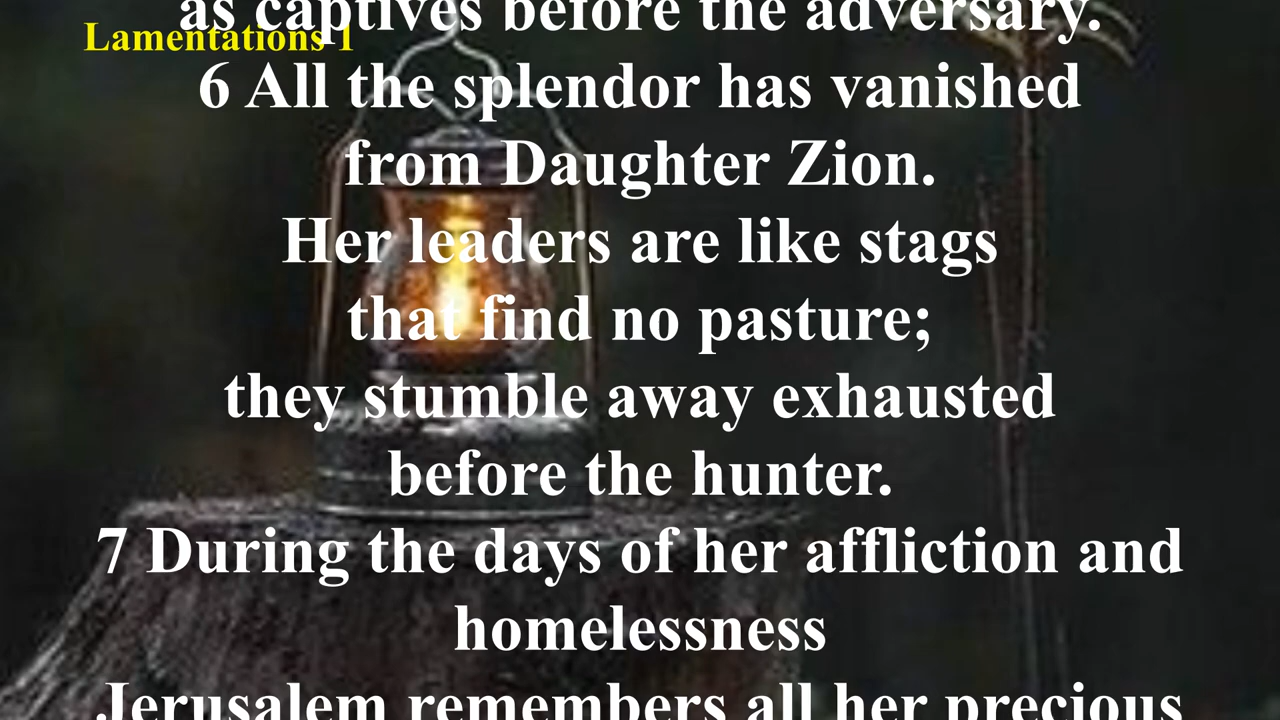 as captives before the adversary.
Lamentations 1
6 All the splendor has vanished
from Daughter Zion.
Her leaders are like stags
that find no pasture;
they stumble away exhausted
before the hunter.
7 During the days of her affliction and
homelessness
Jerusalem remembers all her precious